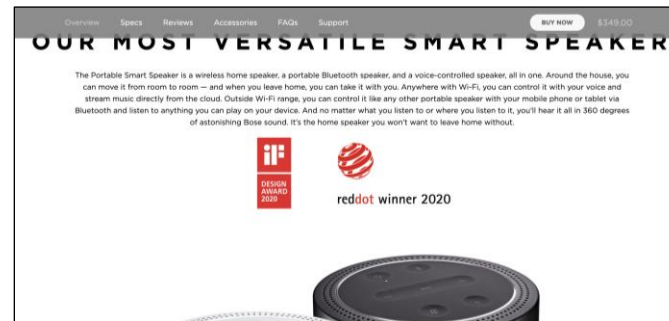 Overview Specs Reviews Accessories FAQs Support BUY NOW $349.00
OUR MOST VERSATILE SMART SPEAKER
The Portable Smart Speaker is a wireless home speaker, a portable Bluetooth speaker, and a voice-controlled speaker, all in one. Around the house, you
can move it from room to room — and when you leave home, you can take it with you. Anywhere with Wi-Fi, you can control it with your voice and
stream music directly from the cloud. Outside Wi-Fi range, you can control it like any other portable speaker with your mobile phone or tablet via
Bluetooth and listen to anything you can play on your device. And no matter what you listen to or where you listen to it, you'll hear it all in 360 degrees
of astonishing Bose sound. It's the home speaker you won't want to leave home without.
iF
DESIGN
AWARD
2020
reddot winner 2020